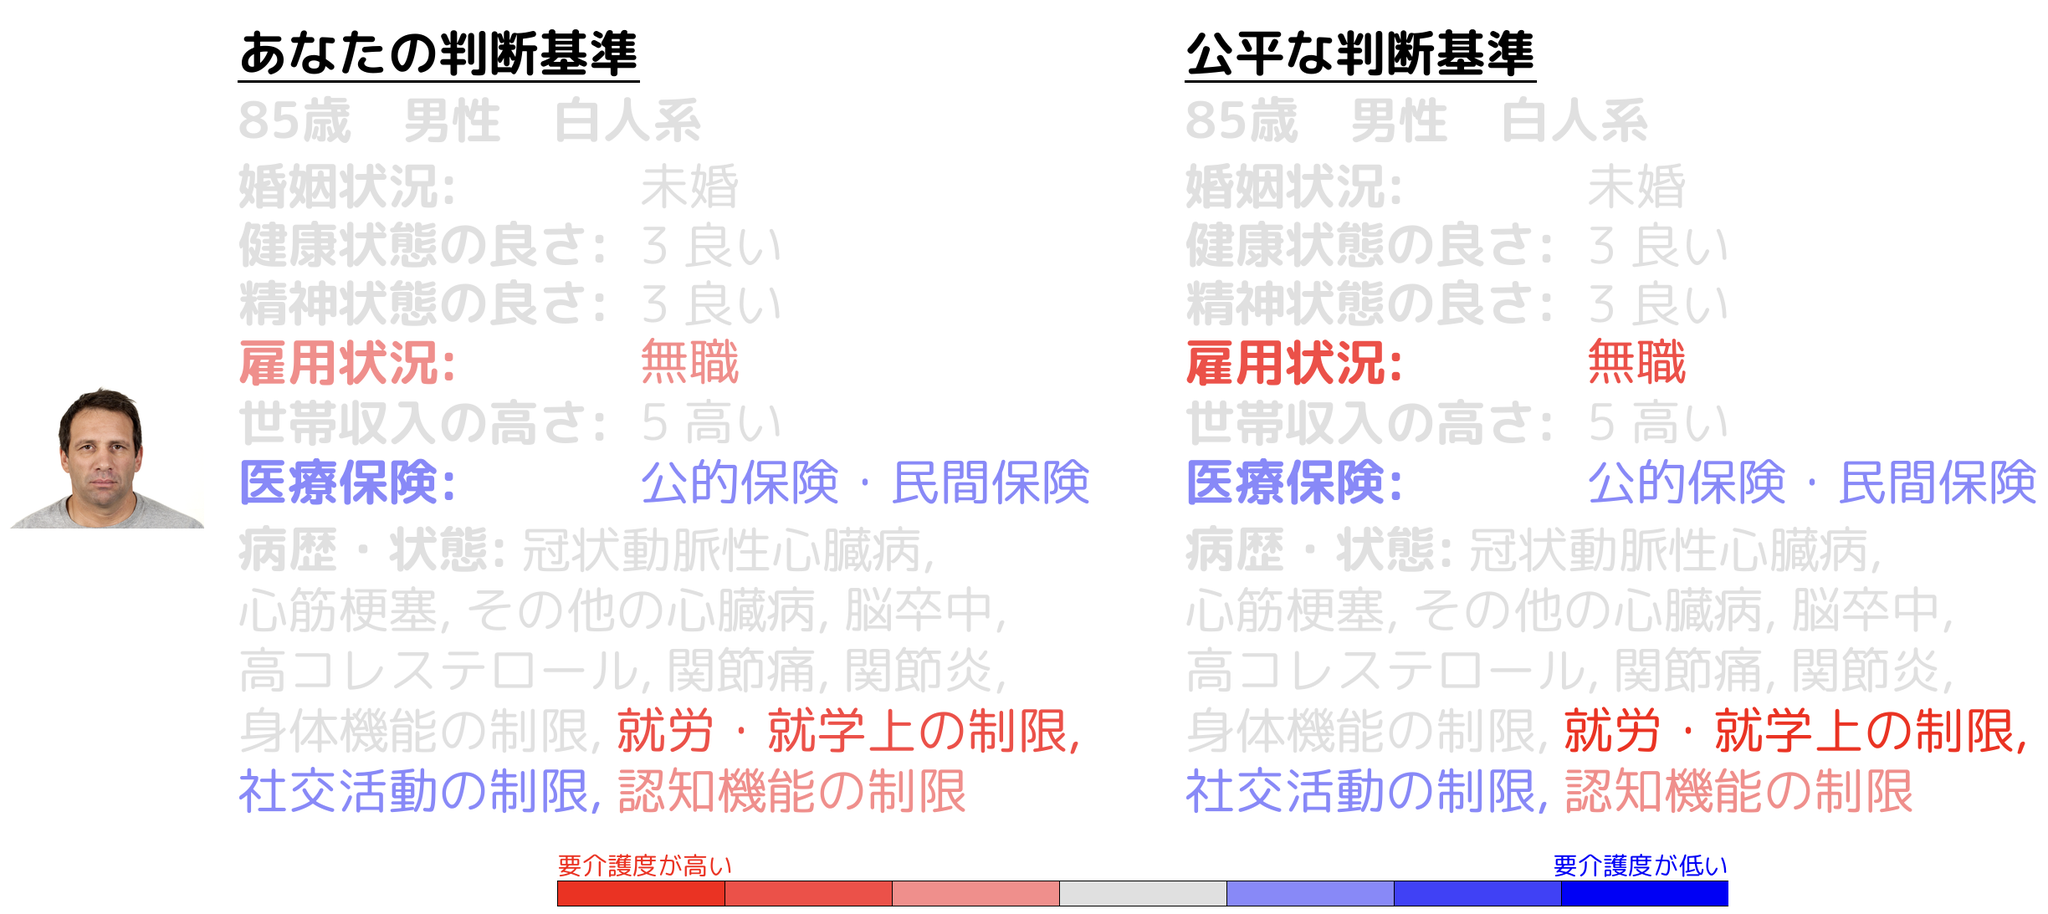 あなたの判断基準
85歳　男性　白人系
婚姻状況: 未婚
健康状態の良さ: 3 良い
精神状態の良さ: 3 良い
雇用状況: 無職
世帯収入の高さ: 5 高い
医療保険: 公的保険・民間保険
病歴・状態: 冠状動脈性心臓病,
心筋梗塞, その他の心臓病, 脳卒中,
高コレステロール, 関節痛, 関節炎,
身体機能の制限, 就労・就学上の制限,
社交活動の制限, 認知機能の制限
公平な判断基準
85歳　男性　白人系
婚姻状況: 未婚
健康状態の良さ: 3 良い
精神状態の良さ: 3 良い
雇用状況: 無職
世帯収入の高さ: 5 高い
医療保険: 公的保険・民間保険
病歴・状態: 冠状動脈性心臓病,
心筋梗塞, その他の心臓病, 脳卒中,
高コレステロール, 関節痛, 関節炎,
身体機能の制限, 就労・就学上の制限,
社交活動の制限, 認知機能の制限
要介護度が高い
要介護度が低い